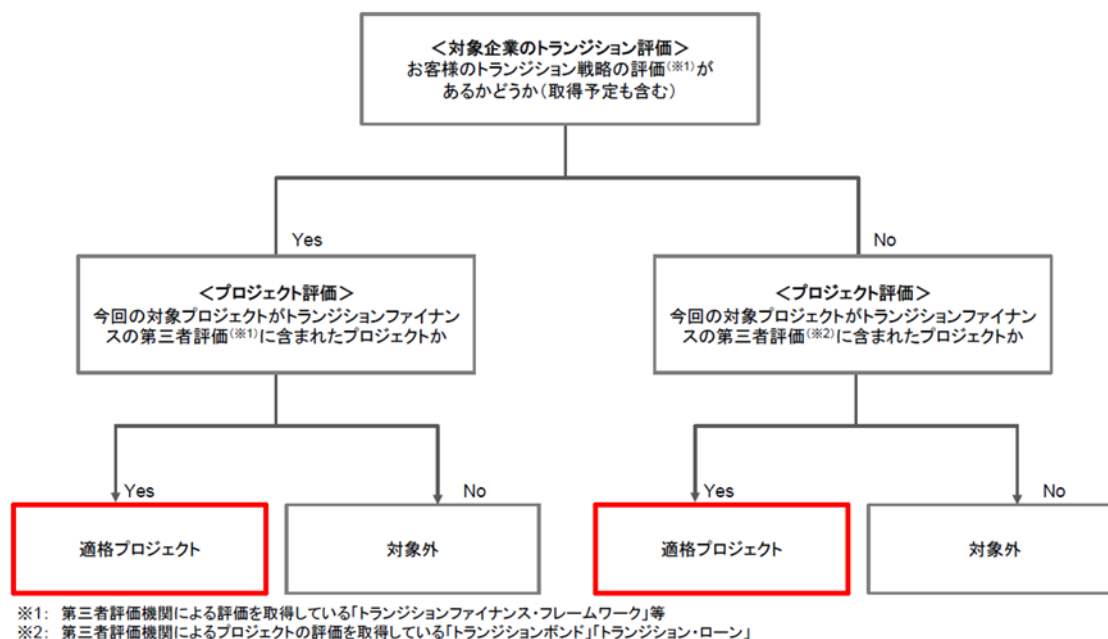 ＜対象企業のトランジション評価＞
お客様のトランジション戦略の評価(※1)が
あるかどうか（取得予定も含む）
Yes
No
＜プロジェクト評価＞
今回の対象プロジェクトがトランジションファイナン
スの第三者評価(※1)に含まれたプロジェクトか
＜プロジェクト評価＞
今回の対象プロジェクトがトランジションファイナン
スの第三者評価(※2)に含まれたプロジェクトか
Yes
No
Yes
No
適格プロジェクト
対象外
適格プロジェクト
対象外
※1： 第三者評価機関による評価を取得している「トランジションファイナンス・フレームワーク」等
※2： 第三者評価機関によるプロジェクトの評価を取得している「トランジションボンド」「トランジション・ローン」